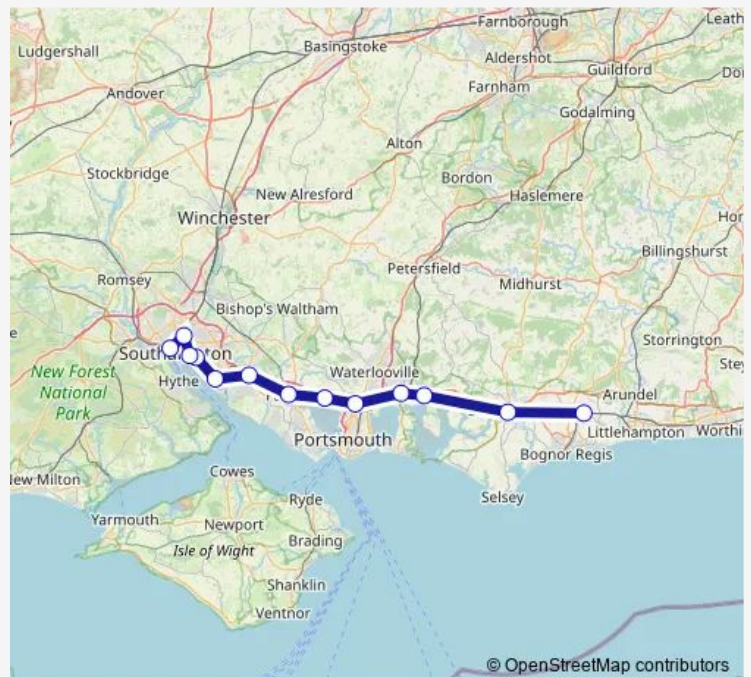 Farnborough
Leath
Ludgershall
Basingstoke
Aldershot
Guildford
Andover
Farnham
Godalming
Alton
Stockbridge
Bordon
Haslemere
New Alresford
Winchester
Hor
Billingshurst
Petersfield
Romsey
Midhurst
Bishop's Waltham
Storrington
Waterlooville
Hythe
New Forest
National
Park
Arundel
Littlehampton
Worthi
Portsmouth
Bognor Regis
Cowes
Selsey
ew Milton
Ryde
Yarmouth
Newport
Brading
Isle of Wight
Shanklin
Ventnor
© OpenStreetMap contributors